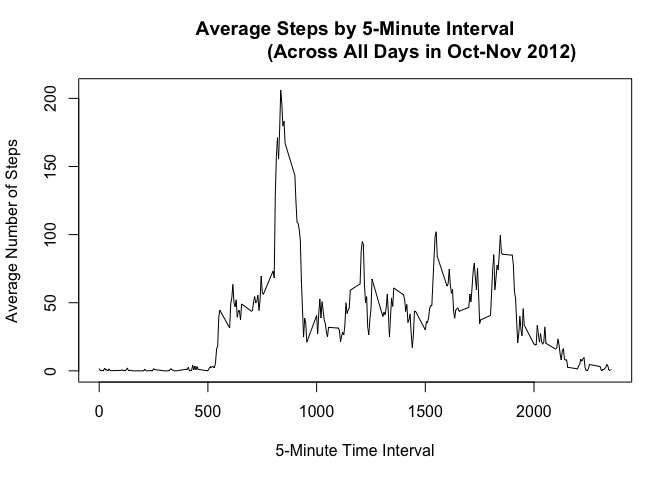 Average Steps by 5-Minute Interval
(Across All Days in Oct-Nov 2012)
Average Number of Steps
200
150
100
50
0
0 500 1000 1500 2000
5-Minute Time Interval